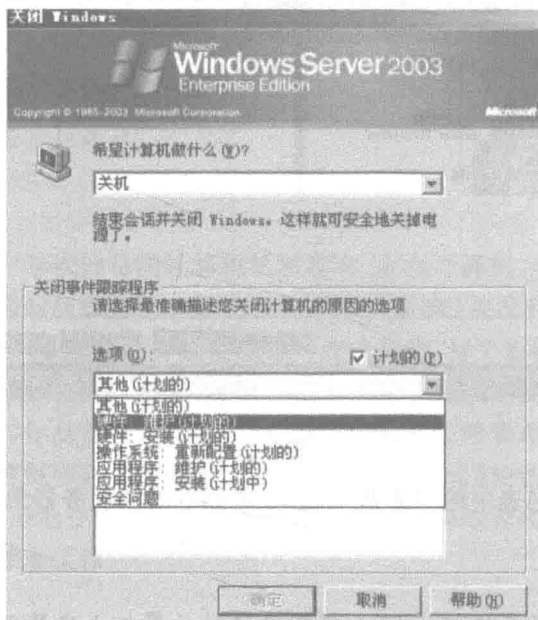 关闭 Windows
Microsoft
Windows Server 2003
Enterprise Edition
Copyright © 1985-2003 Microsoft Corporation
Microsoft
希望计算机做什么(W)?
关机
结束会话并关闭 Windows。这样就可安全地关掉电
源了。
关闭事件跟踪程序
请选择最准确描述您关闭计算机的原因的选项
选项(O):
计划的(P)
其他(计划的)
其他(计划的)
硬件: 维护(计划的)
硬件: 安装(计划的)
操作系统: 重新配置(计划的)
应用程序: 维护(计划的)
应用程序: 安装(计划中)
安全问题
确定
取消
帮助(H)